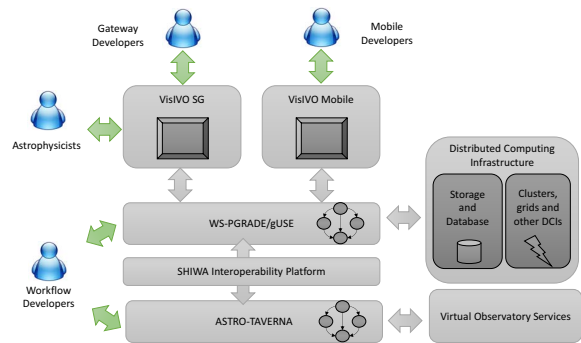 Gateway
Developers
Mobile
Developers
VisIVO SG
VisIVO Mobile
Astrophysicists
Distributed Computing
Infrastructure
Storage
and
Database
Clusters,
grids and
other DCIs
WS-PGRADE/gUSE
SHIWA Interoperability Platform
Workflow
Developers
ASTRO-TAVERNA
Virtual Observatory Services